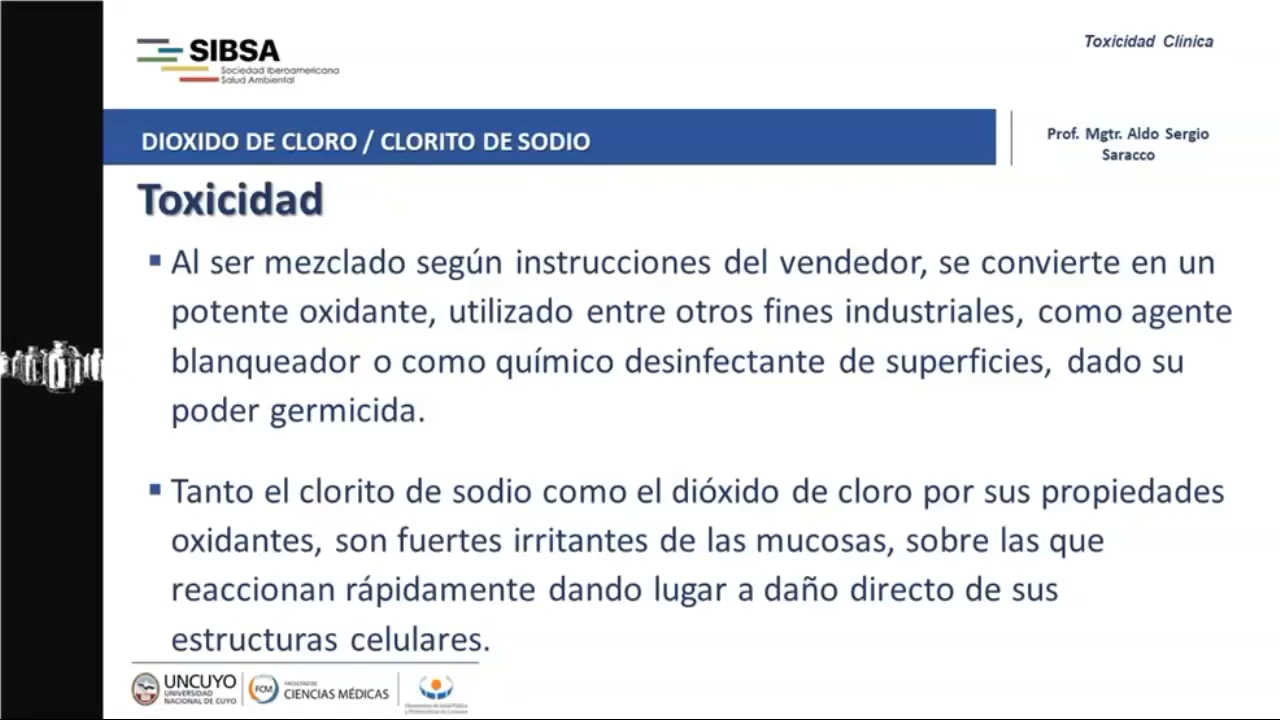 SIBSA
Sociedad Iberoamericana
Salud Ambiental
Toxicidad Clínica
DIOXIDO DE CLORO / CLORITO DE SODIO
Prof. Mgtr. Aldo Sergio
Saracco
Toxicidad
▪ Al ser mezclado según instrucciones del vendedor, se convierte en un
potente oxidante, utilizado entre otros fines industriales, como agente
blanqueador o como químico desinfectante de superficies, dado su
poder germicida.
▪ Tanto el clorito de sodio como el dióxido de cloro por sus propiedades
oxidantes, son fuertes irritantes de las mucosas, sobre las que
reaccionan rápidamente dando lugar a daño directo de sus
estructuras celulares.
UNCUYO
UNIVERSIDAD
NACIONAL DE CUYO
FCM
FACULTAD DE
CIENCIAS MÉDICAS